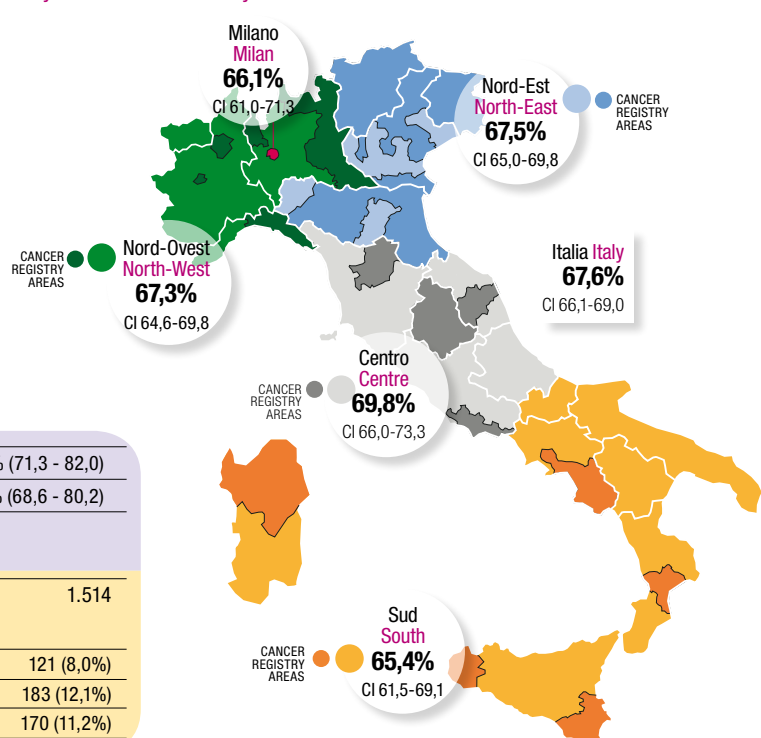 Milano
Milan
66,1%
CI 61,0-71,3
Nord-Est
North-East
67,5%
CI 65,0-69,8
CANCER
REGISTRY
AREAS
CANCER
REGISTRY
AREAS
Nord-Ovest
North-West
67,3%
CI 64,6-69,8
Italia Italy
67,6%
CI 66,1-69,0
CANCER
REGISTRY
AREAS
Centro
Centre
69,8%
CI 66,0-73,3
(71,3 - 82,0)
(68,6 - 80,2)
1.514
121 (8,0%)
183 (12,1%)
170 (11,2%)
CANCER
REGISTRY
AREAS
Sud
South
65,4%
CI 61,5-69,1